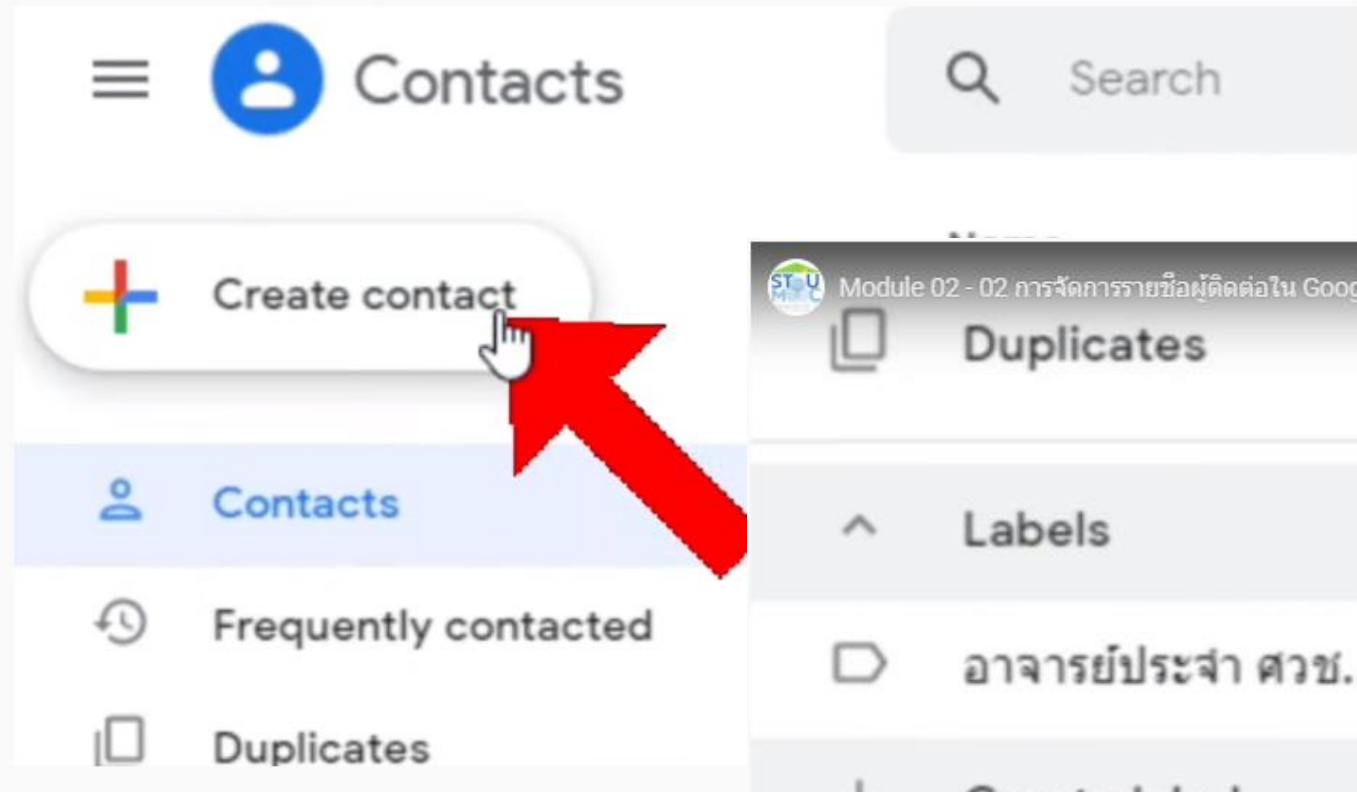 Contacts
Search
Create contact
Contacts
Frequently contacted
Duplicates
Module 02 - 02 การจัดการรายชื่อผู้ติดต่อใน Goog
Duplicates
Labels
อาจารย์ประจำ ศวช.